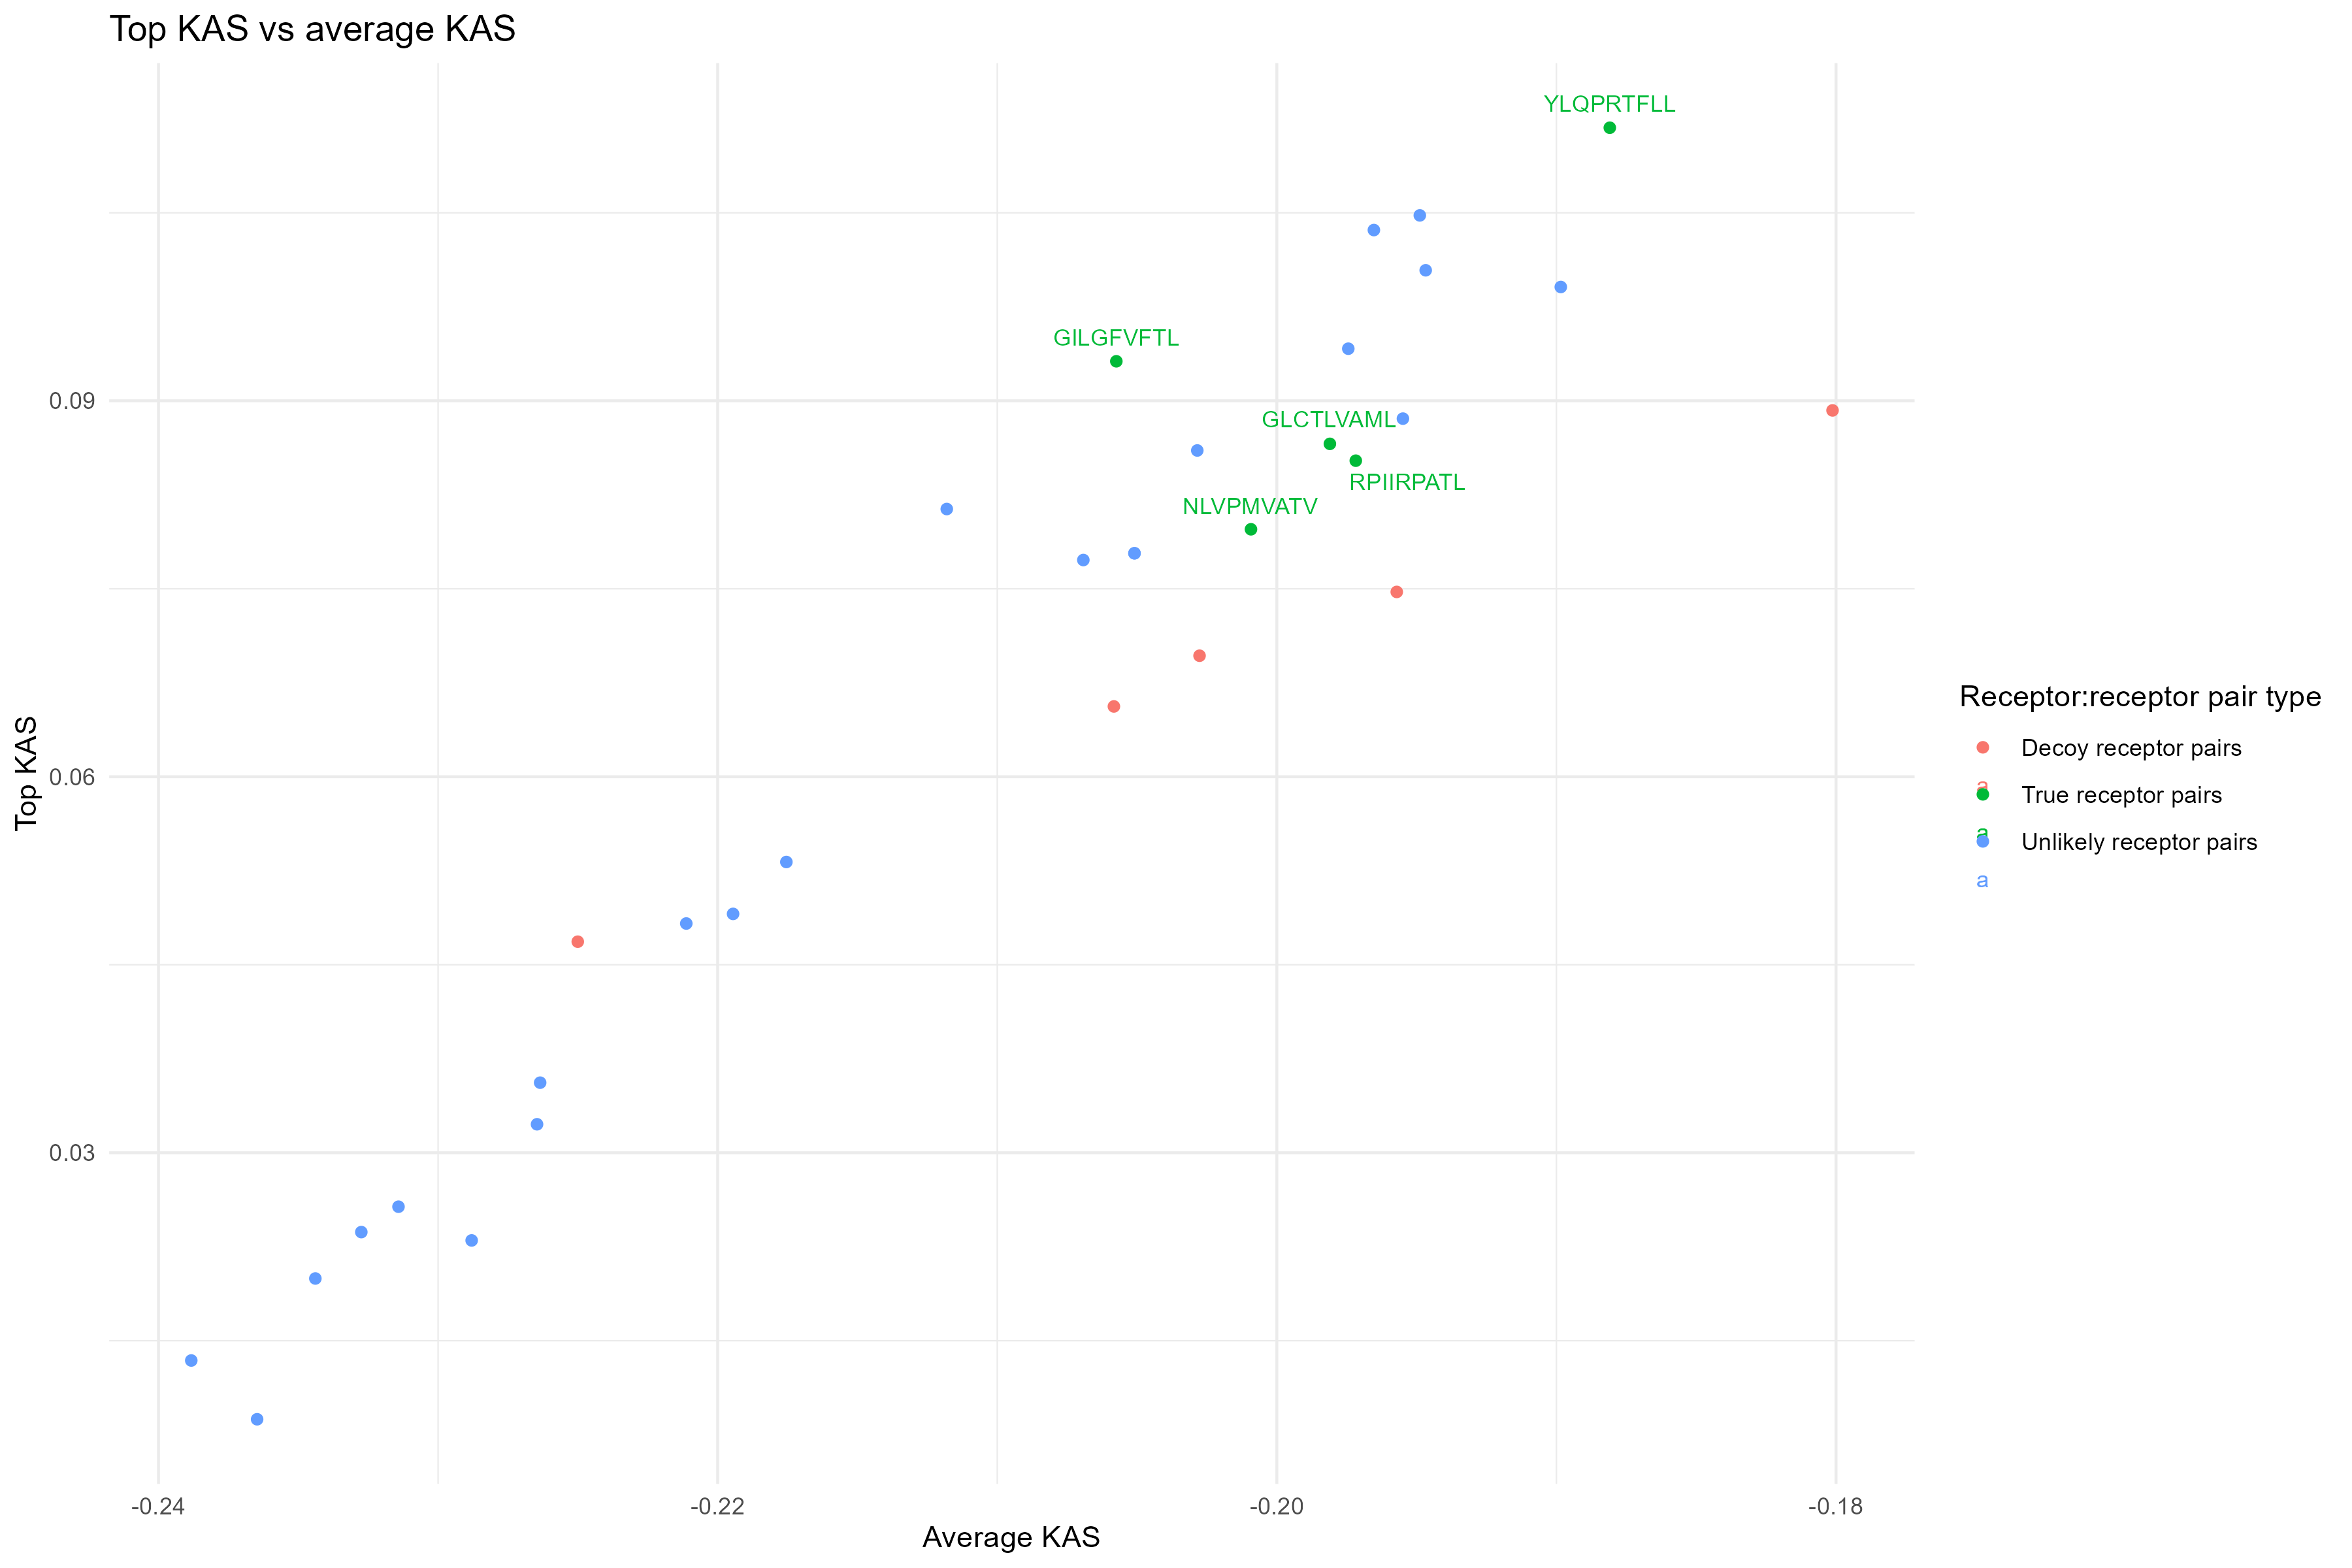 Top KAS vs average KAS
YLQPRTFLL
GILGFVFTL
GLCTLVAML
RPIIRPATL
NLVPMVATV
0.09
0.06
0.03
Top KAS
-0.24
-0.22
-0.20
-0.18
Average KAS
Receptor:receptor pair type
Decoy receptor pairs
a
True receptor pairs
a
Unlikely receptor pairs
a